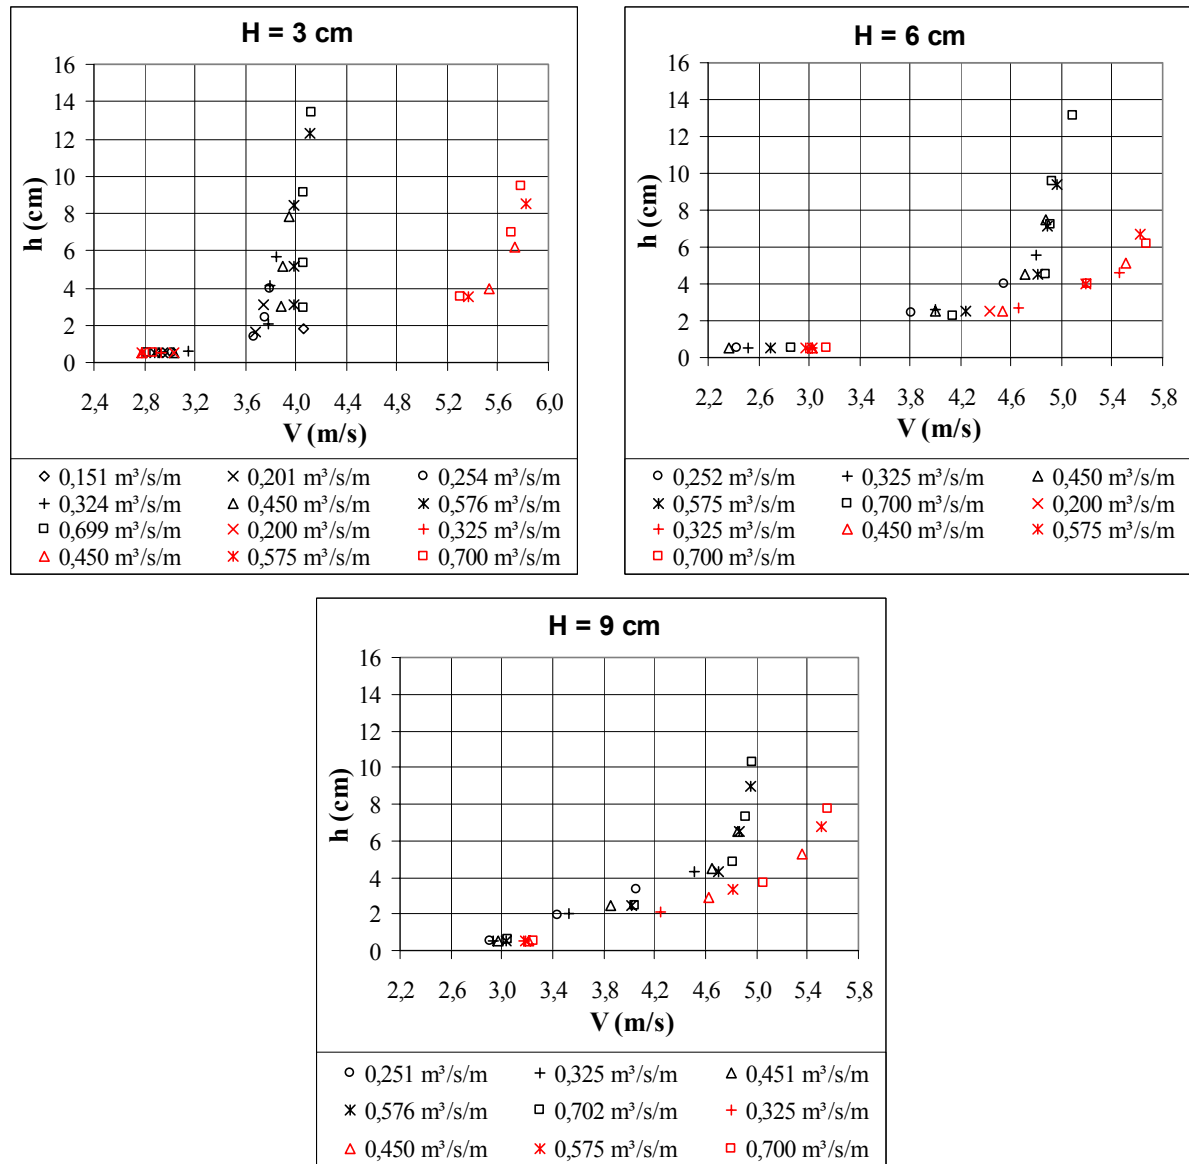 H = 3 cm
16
14
12
10
8
6
4
2
0
h (cm)
2,4 2,8 3,2 3,6 4,0 4,4 4,8 5,2 5,6 6,0
V (m/s)
0,151 m³/s/m 0,201 m³/s/m 0,254 m³/s/m
0,324 m³/s/m 0,450 m³/s/m 0,576 m³/s/m
0,699 m³/s/m 0,200 m³/s/m 0,325 m³/s/m
0,450 m³/s/m 0,575 m³/s/m 0,700 m³/s/m
H = 6 cm
16
14
12
10
8
6
4
2
0
h (cm)
2,2 2,6 3,0 3,4 3,8 4,2 4,6 5,0 5,4 5,8
V (m/s)
0,252 m³/s/m 0,325 m³/s/m 0,450 m³/s/m
0,575 m³/s/m 0,700 m³/s/m 0,200 m³/s/m
0,325 m³/s/m 0,450 m³/s/m 0,575 m³/s/m
0,700 m³/s/m
H = 9 cm
16
14
12
10
8
6
4
2
0
h (cm)
2,2 2,6 3,0 3,4 3,8 4,2 4,6 5,0 5,4 5,8
V (m/s)
0,251 m³/s/m 0,325 m³/s/m 0,451 m³/s/m
0,576 m³/s/m 0,702 m³/s/m 0,325 m³/s/m
0,450 m³/s/m 0,575 m³/s/m 0,700 m³/s/m